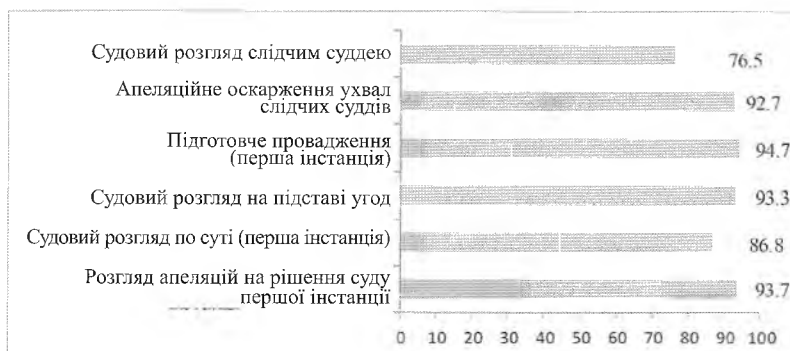 Судовий розгляд слідчим суддею
76.5
Апеляційне оскарження ухвал
слідчих суддів
92.7
Підготовче провадження
(перша інстанція)
94.7
Судовий розгляд на підставі угод
93.3
Судовий розгляд по суті (перша інстанція)
86.8
Розгляд апеляцій на рішення суду
першої інстанції
93.7
0 10 20 30 40 50 60 70 80 90 100